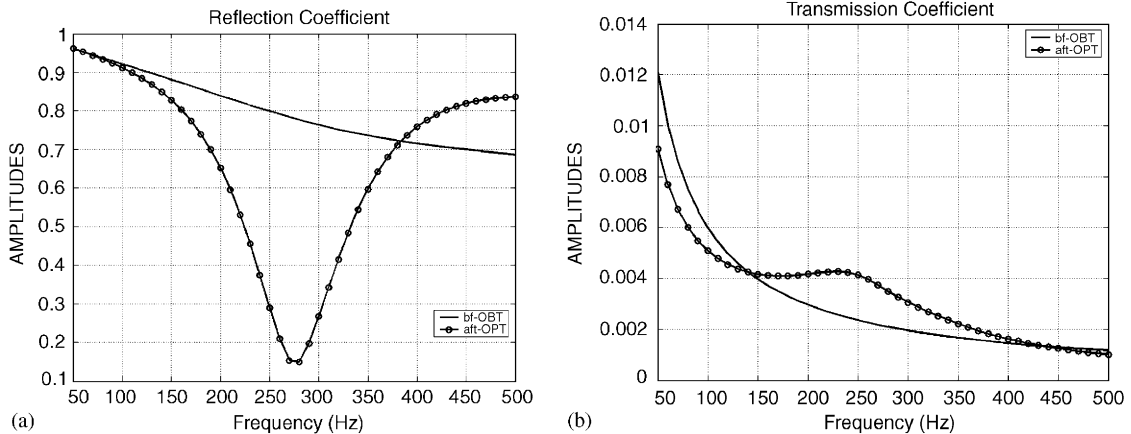 Reflection Coefficient
1
0.9
0.8
0.7
0.6
0.5
0.4
0.3
0.2
0.1
AMPLITUDES
bf-OBT
aft-OPT
50 100 150 200 250 300 350 400 450 500
(a)
Frequency (Hz)
Transmission Coefficient
0.014
0.012
0.01
0.008
0.006
0.004
0.002
0
AMPLITUDES
bf-OBT
aft-OPT
50 100 150 200 250 300 350 400 450 500
(b)
Frequency (Hz)